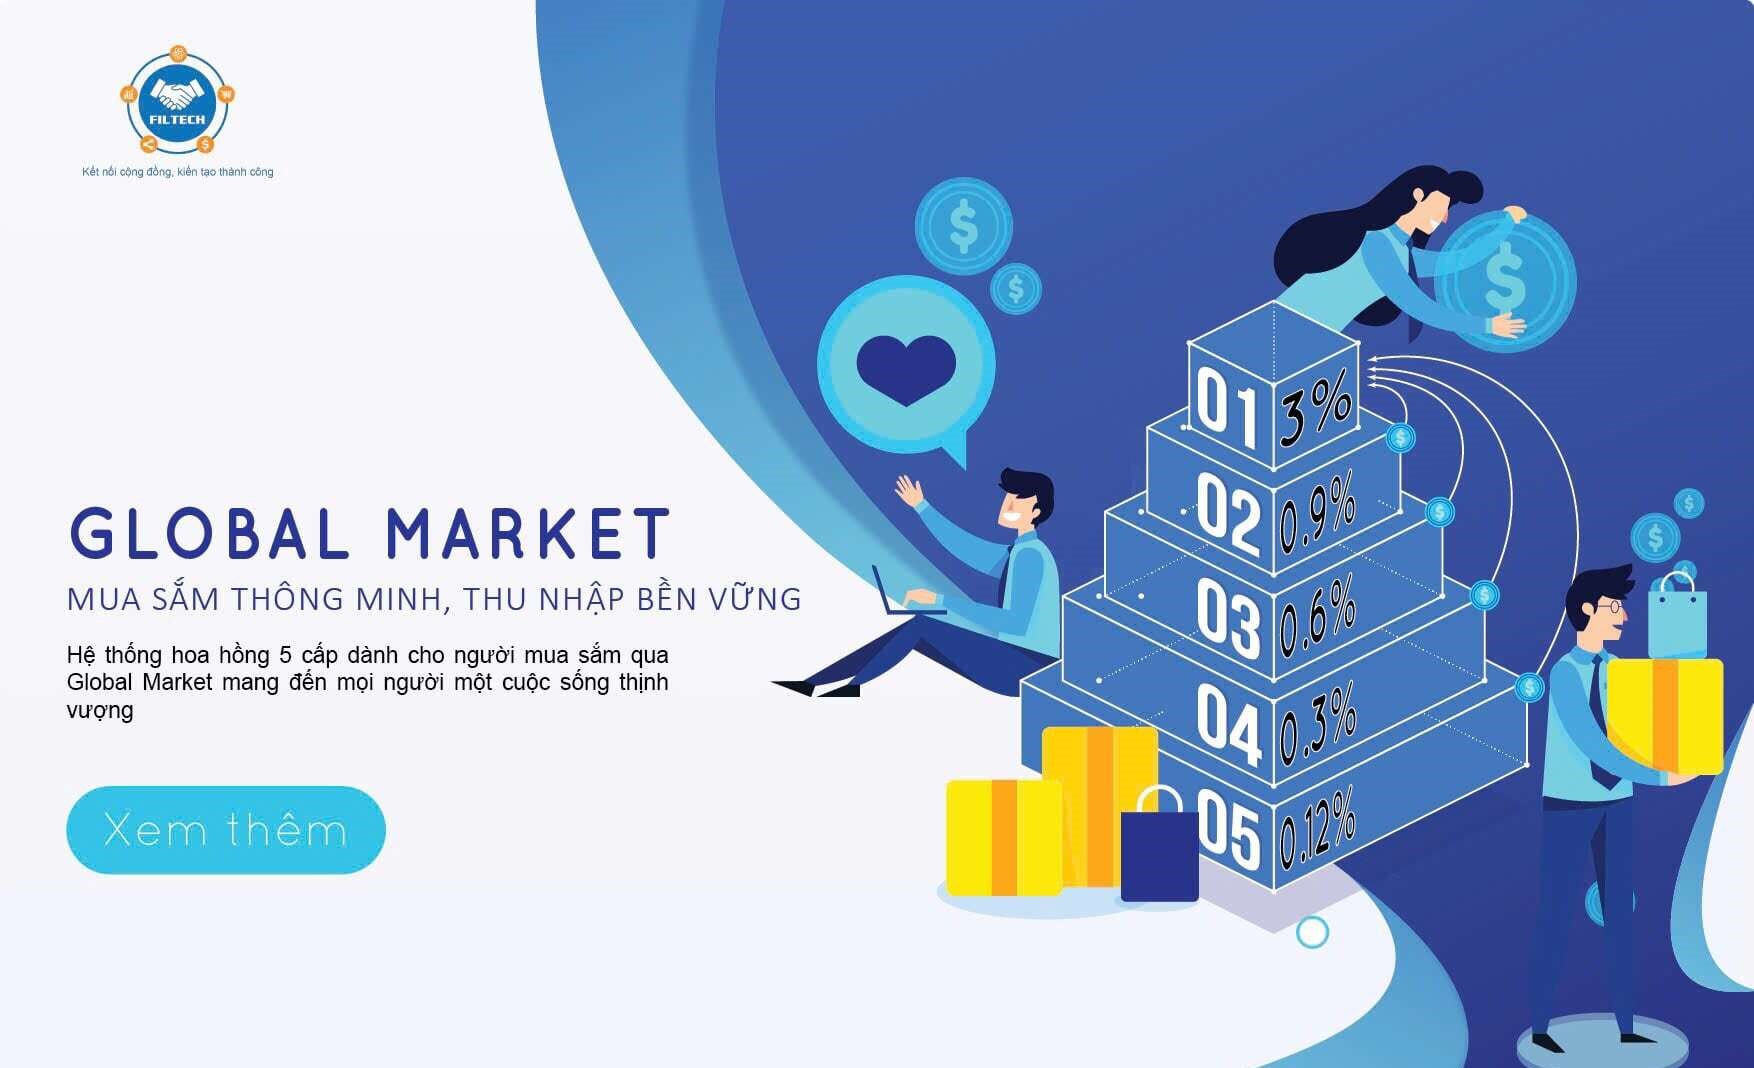 FILTECH
Kết nối cộng đồng, kiến tạo thành công
GLOBAL MARKET
MUA SẮM THÔNG MINH, THU NHẬP BỀN VỮNG
Hệ thống hoa hồng 5 cấp dành cho người mua sắm qua
Global Market mang đến mọi người một cuộc sống thịnh
vượng
Xem thêm
01 3%
02 0.9%
03 0.6%
04 0.3%
05 0.12%